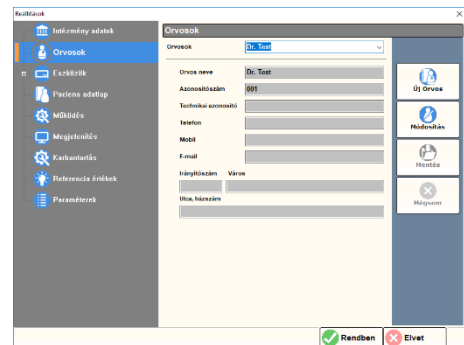 Beállítások
Intézmény adatok
Orvosok
Eszközök
Páciens adatlap
Működés
Megjelenítés
Karbantartás
Referencia értékek
Paraméterek
Orvosok
Orvosok
Dr. Test
Orvos neve
Dr. Test
Azonosítószám
001
Technikai azonosító
Telefon
Mobil
E-mail
Irányítószám Város
Utca, házszám
Új Orvos
Módosítás
Mentés
Mégsem
Rendben
Elvet